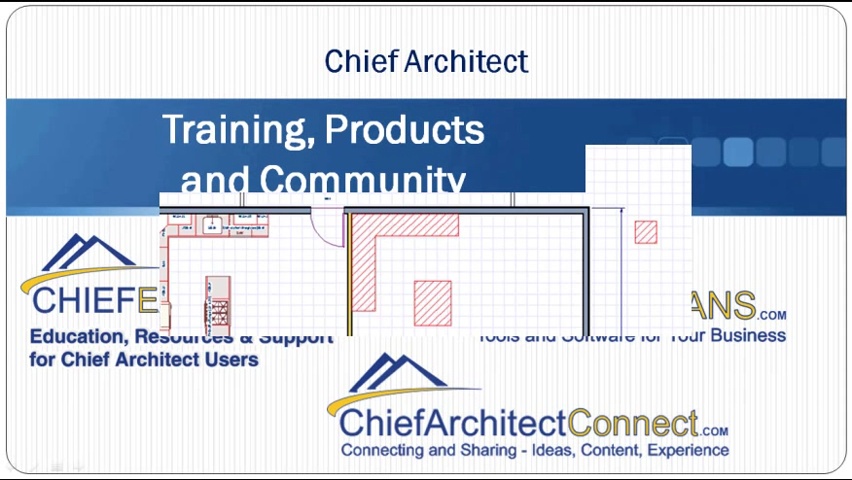 Chief Architect
Training, Products
and Community
CHIEFE
Education, Resources & Support
for Chief Architect Users
ANS.COM
Tools and Software for Your Business
ChiefArchitectConnect.COM
Connecting and Sharing - Ideas, Content, Experience